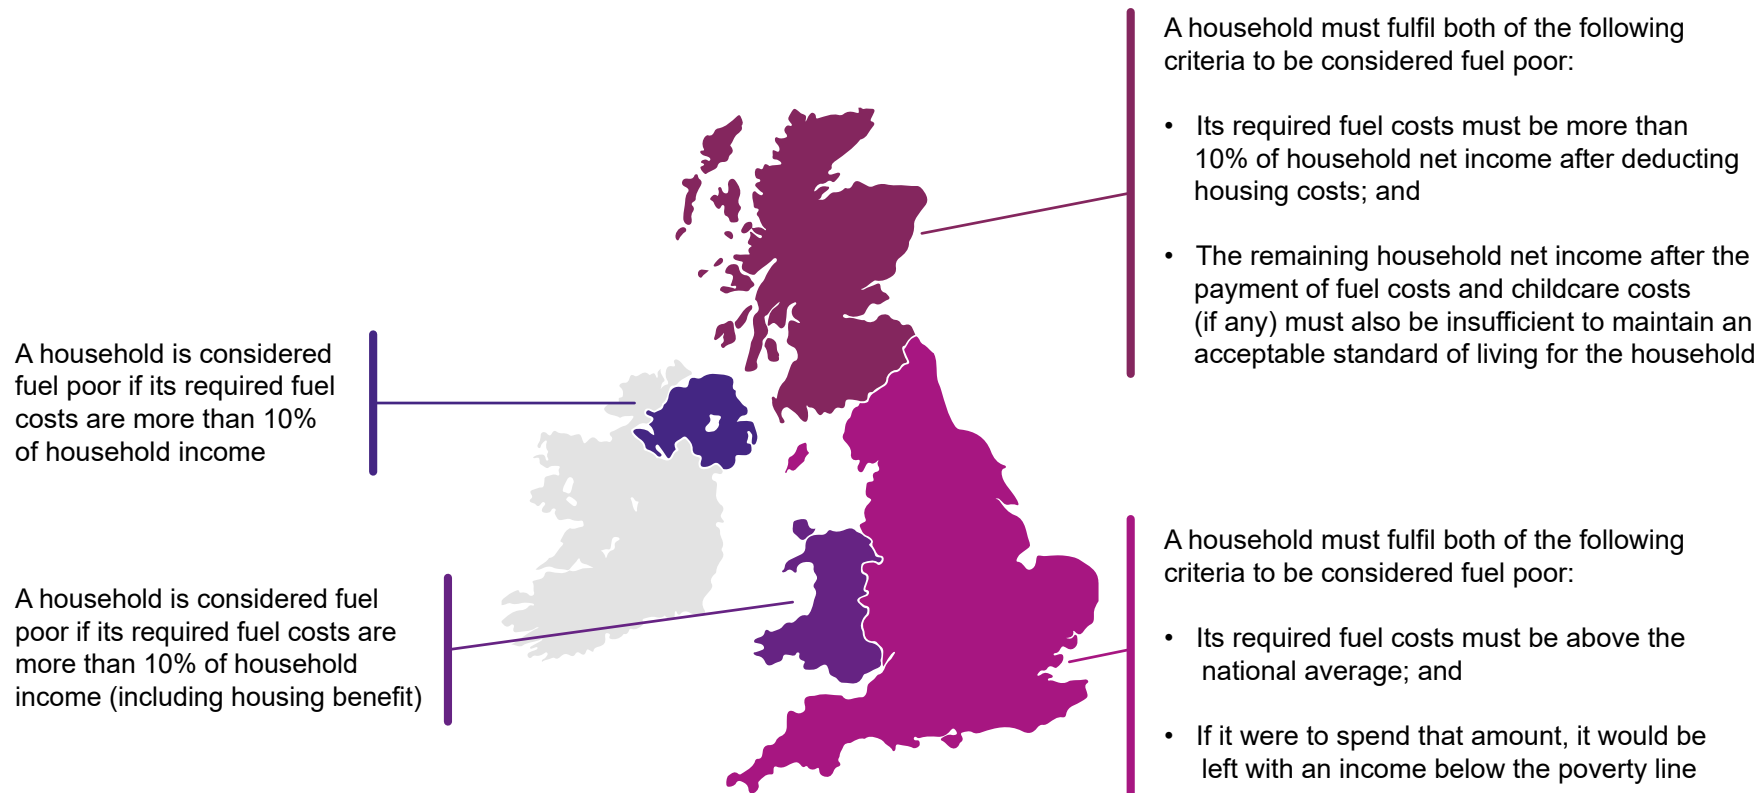 A household must fulfil both of the following
criteria to be considered fuel poor:
• Its required fuel costs must be more than
10% of household net income after deducting
housing costs; and
• The remaining household net income after the
payment of fuel costs and childcare costs
(if any) must also be insufficient to maintain an
acceptable standard of living for the household
A household is considered
fuel poor if its required fuel
costs are more than 10%
of household income
A household is considered fuel
poor if its required fuel costs are
more than 10% of household
income (including housing benefit)
A household must fulfil both of the following
criteria to be considered fuel poor:
• Its required fuel costs must be above the
national average; and
• If it were to spend that amount, it would be
left with an income below the poverty line